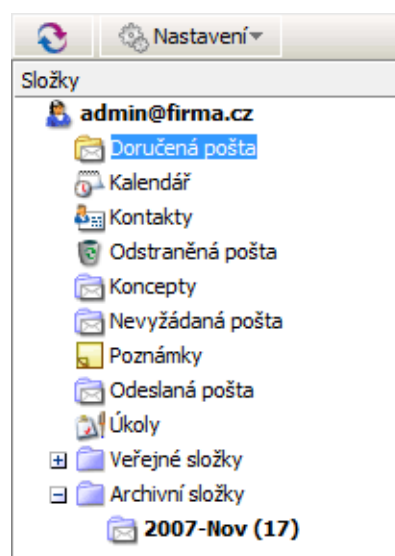 Nastavení
Složky
admin@firma.cz
Doručená pošta
Kalendář
Kontakty
Odstraněná pošta
Koncepty
Nevyžádaná pošta
Poznámky
Odeslaná pošta
Úkoly
Veřejné složky
Archivní složky
2007-Nov (17)